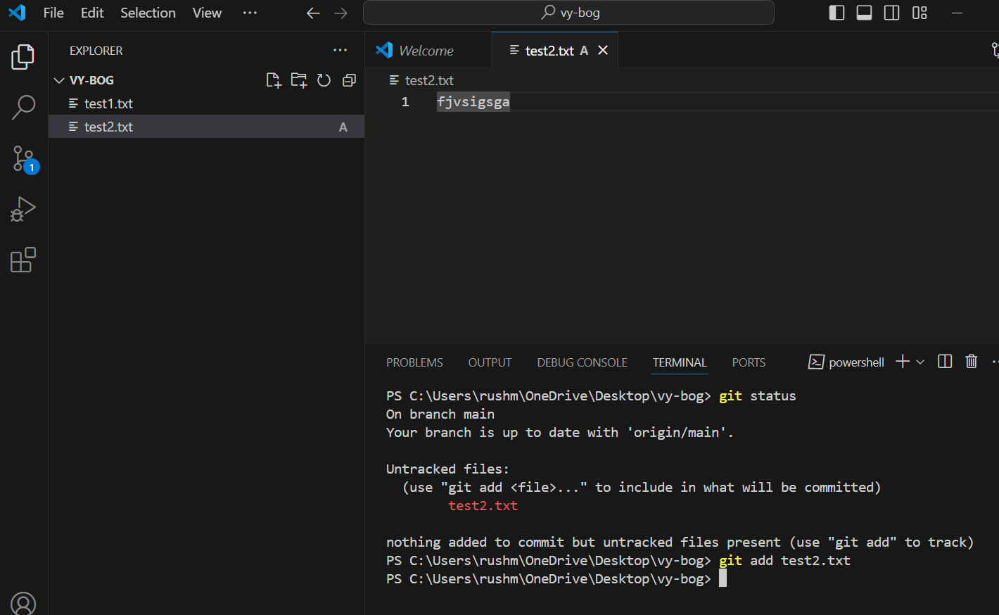 File Edit Selection View ··· vy-bog
EXPLORER ···
VY-BOG
test1.txt
test2.txt A
1
Welcome test2.txt A
test2.txt
1 fjvsigsga
PROBLEMS OUTPUT DEBUG CONSOLE TERMINAL PORTS powershell
PS C:\Users\rushm\OneDrive\Desktop\vy-bog> git status
On branch main
Your branch is up to date with 'origin/main'.
Untracked files:
(use "git add <file>..." to include in what will be committed)
test2.txt
nothing added to commit but untracked files present (use "git add" to track)
PS C:\Users\rushm\OneDrive\Desktop\vy-bog> git add test2.txt
PS C:\Users\rushm\OneDrive\Desktop\vy-bog>